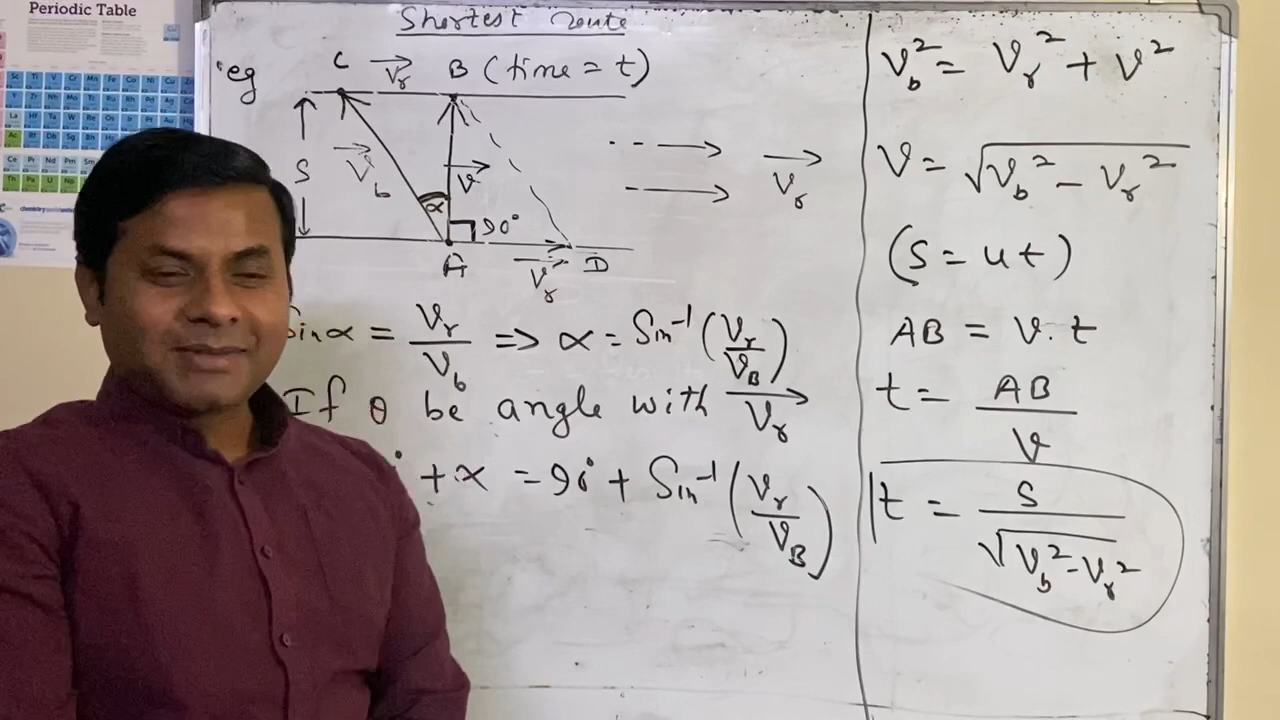 Periodic Table
Shortest route
eg
C
→Vr
B (time = t)
S
→Vb
α
→V
90°
→Vr
A
→Vr
D
Sinα = Vr/Vb => α = Sin⁻¹(Vr/VB)
If θ be angle with →Vr
+ α = 90° + Sin⁻¹(Vr/VB)
Vb² = Vr² + V²
V = √(Vb² - Vr²)
(S = ut)
AB = V.t
t = AB/V
t = S/√(Vb² - Vr²)